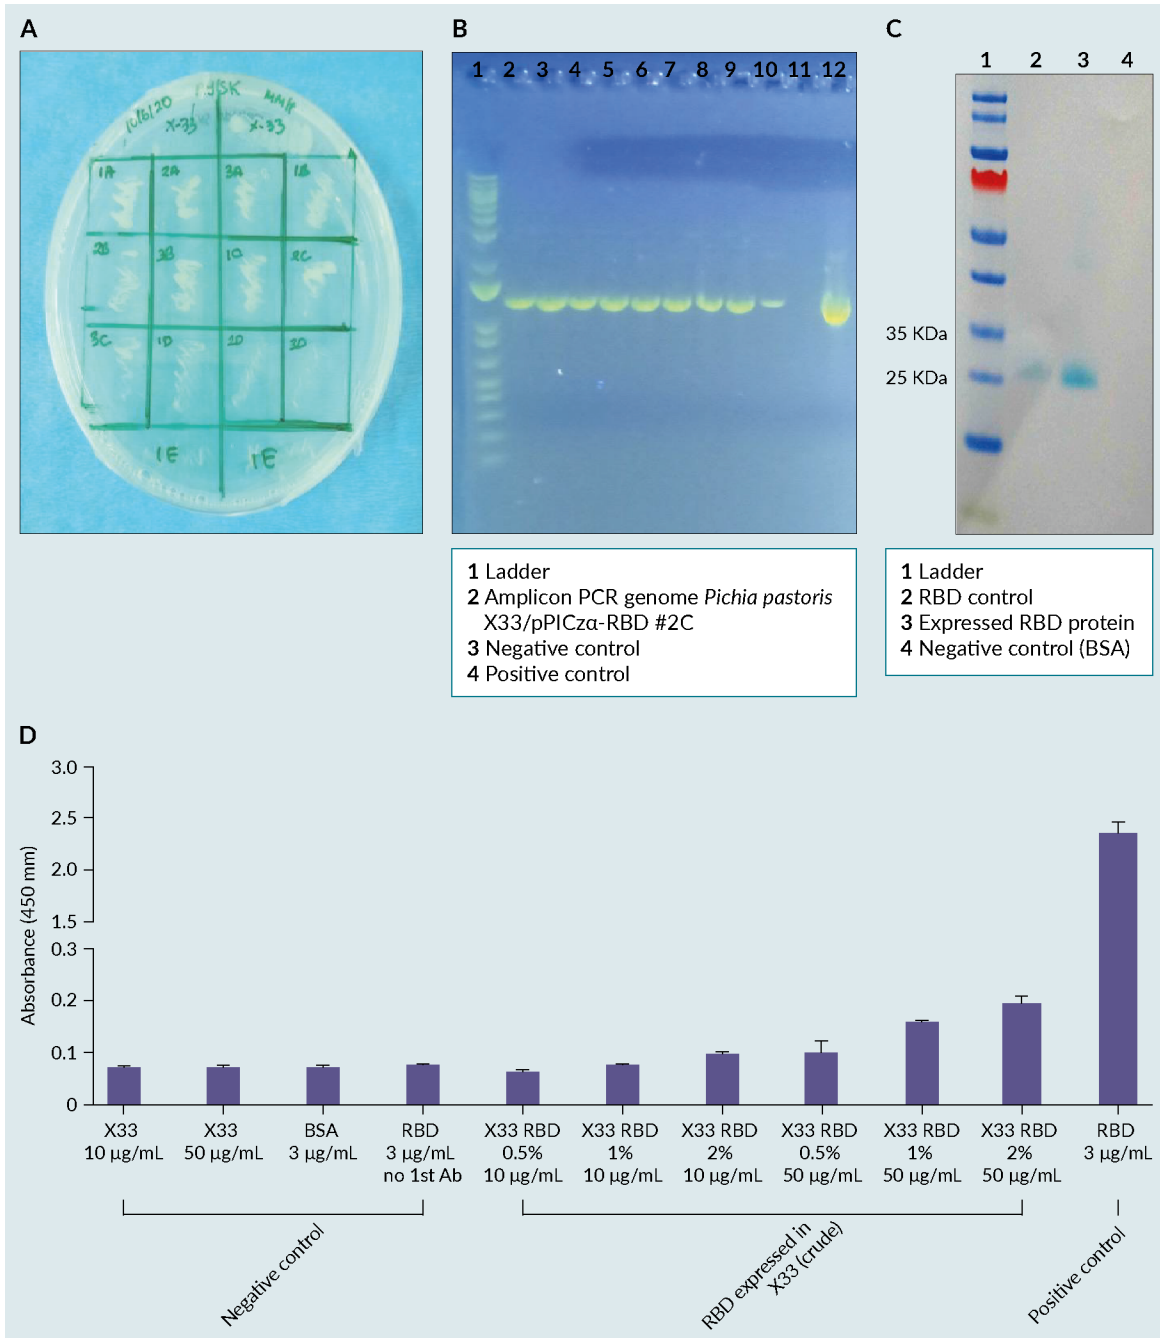 A
10/6/20
YPSK
MMH
X-33
X-33
1A
2A
3A
1B
2B
3B
1C
2C
3C
1D
2D
3D
1E
1E
B
1 2 3 4 5 6 7 8 9 10 11 12
1 Ladder
2 Amplicon PCR genome Pichia pastoris
X33/pPICzα-RBD #2C
3 Negative control
4 Positive control
C
1 2 3 4
35 KDa
25 KDa
1 Ladder
2 RBD control
3 Expressed RBD protein
4 Negative control (BSA)
D
Absorbance (450 mm)
3.0
2.5
2.0
1.5
0.3
0.2
0.1
0
X33
10 µg/mL
X33
50 µg/mL
BSA
3 µg/mL
RBD
3 µg/mL
no 1st Ab
X33 RBD
0.5%
10 µg/mL
X33 RBD
1%
10 µg/mL
X33 RBD
2%
10 µg/mL
X33 RBD
0.5%
50 µg/mL
X33 RBD
1%
50 µg/mL
X33 RBD
2%
50 µg/mL
RBD
3 µg/mL
Negative control
RBD expressed in
X33 (crude)
Positive control